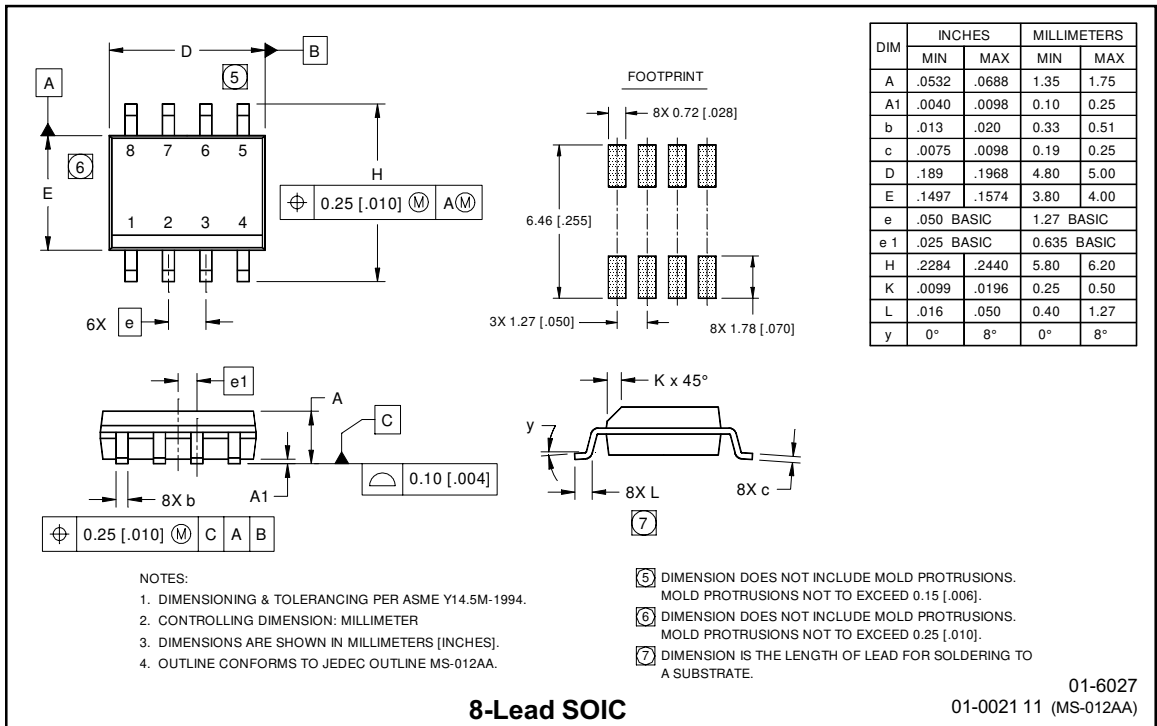 D
B
5
A
8 7 6 5
6
E
H
⌖ 0.25 [.010] Ⓜ A Ⓜ
1 2 3 4
6X e
FOOTPRINT
8X 0.72 [.028]
6.46 [.255]
3X 1.27 [.050]
8X 1.78 [.070]
DIM INCHES MILLIMETERS
MIN MAX MIN MAX
A .0532 .0688 1.35 1.75
A1 .0040 .0098 0.10 0.25
b .013 .020 0.33 0.51
c .0075 .0098 0.19 0.25
D .189 .1968 4.80 5.00
E .1497 .1574 3.80 4.00
e .050 BASIC 1.27 BASIC
e 1 .025 BASIC 0.635 BASIC
H .2284 .2440 5.80 6.20
K .0099 .0196 0.25 0.50
L .016 .050 0.40 1.27
y 0° 8° 0° 8°
e1
A
C
0.10 [.004]
8X b
A1
⌖ 0.25 [.010] Ⓜ C A B
K x 45°
y
8X L
8X c
7
NOTES:
1. DIMENSIONING & TOLERANCING PER ASME Y14.5M-1994.
2. CONTROLLING DIMENSION: MILLIMETER
3. DIMENSIONS ARE SHOWN IN MILLIMETERS [INCHES].
4. OUTLINE CONFORMS TO JEDEC OUTLINE MS-012AA.
5 DIMENSION DOES NOT INCLUDE MOLD PROTRUSIONS.
MOLD PROTRUSIONS NOT TO EXCEED 0.15 [.006].
6 DIMENSION DOES NOT INCLUDE MOLD PROTRUSIONS.
MOLD PROTRUSIONS NOT TO EXCEED 0.25 [.010].
7 DIMENSION IS THE LENGTH OF LEAD FOR SOLDERING TO
A SUBSTRATE.
8-Lead SOIC
01-6027
01-0021 11 (MS-012AA)